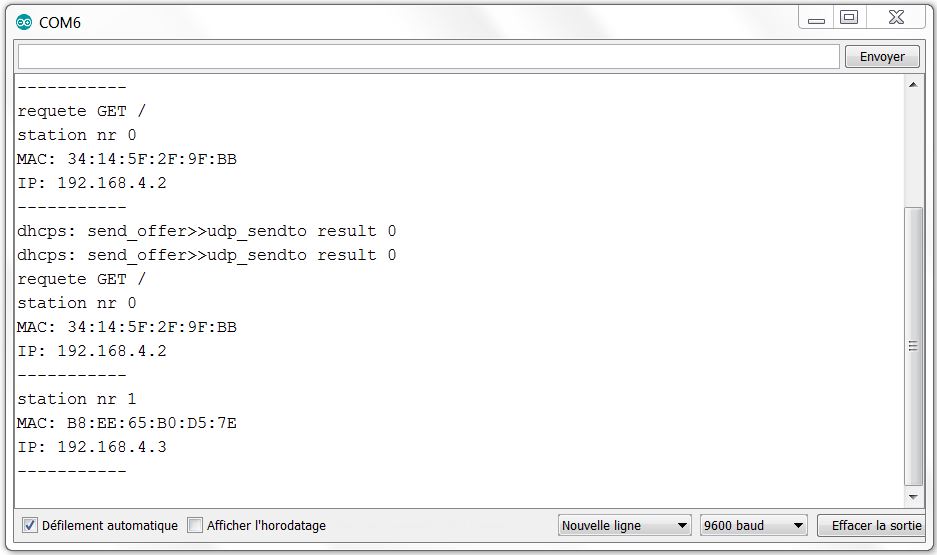 COM6
Envoyer
-----------
requete GET /
station nr 0
MAC: 34:14:5F:2F:9F:BB
IP: 192.168.4.2
-----------
dhcps: send_offer>>udp_sendto result 0
dhcps: send_offer>>udp_sendto result 0
requete GET /
station nr 0
MAC: 34:14:5F:2F:9F:BB
IP: 192.168.4.2
-----------
station nr 1
MAC: B8:EE:65:B0:D5:7E
IP: 192.168.4.3
-----------
Défilement automatique Afficher l'horodatage Nouvelle ligne 9600 baud Effacer la sortie